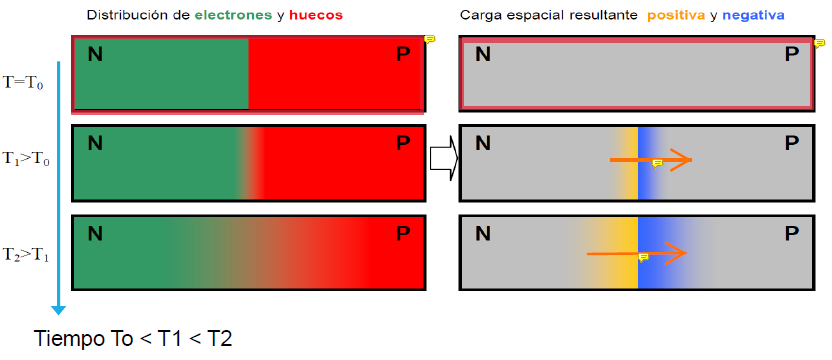 Distribución de electrones y huecos
Carga espacial resultante positiva y negativa
T=T₀
N P
N P
T₁>T₀
N P
N P
T₂>T₁
N P
N P
Tiempo To < T1 < T2